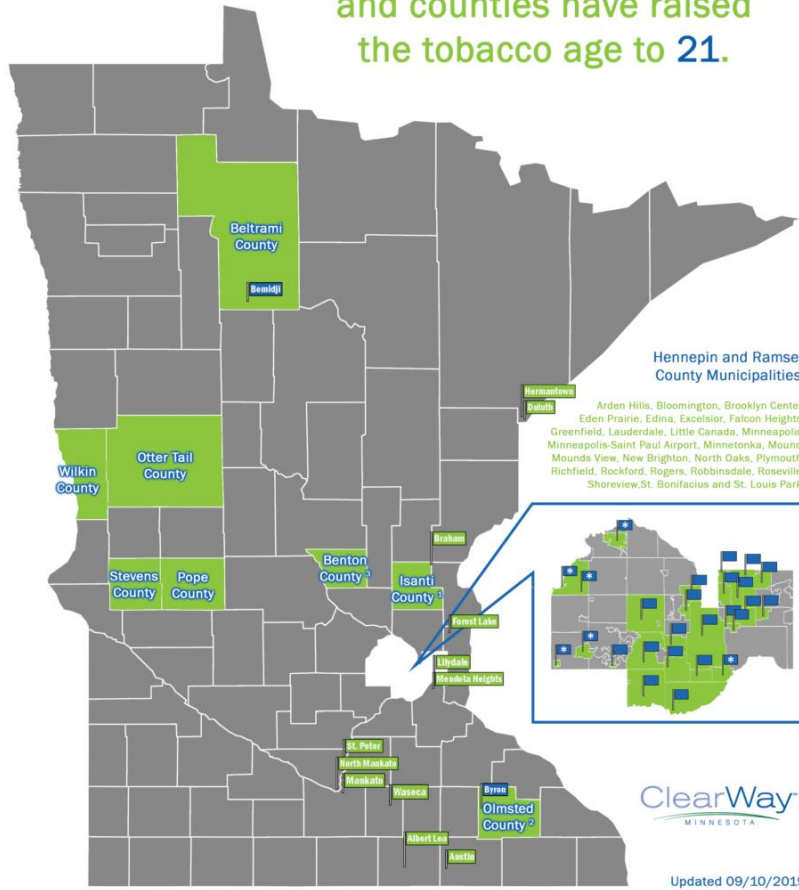 and counties have raised
the tobacco age to 21.
Beltrami
County
Bemidji
Hennepin and Ramse
County Municipalities
Hermantown
Duluth
Arden Hills, Bloomington, Brooklyn Cente
Eden Prairie, Edina, Excelsior, Falcon Heights
Greenfield, Lauderdale, Little Canada, Minneapolis
Minneapolis-Saint Paul Airport, Minnetonka, Mound
Mounds View, New Brighton, North Oaks, Plymouth
Richfield, Rockford, Rogers, Robbinsdale, Roseville
Shoreview,St. Bonifacius and St. Louis Park
Otter Tail
County
Wilkin
County
Braham
Benton
County 3
Stevens
County
Pope
County
Isanti
County 1
Forest Lake
Lilydale
Mendota Heights
St. Peter
North Mankato
Mankato
Waseca
Byron
Olmsted
County 2
ClearWay
MINNESOTA
Albert Lea
Austin
Updated 09/10/2019